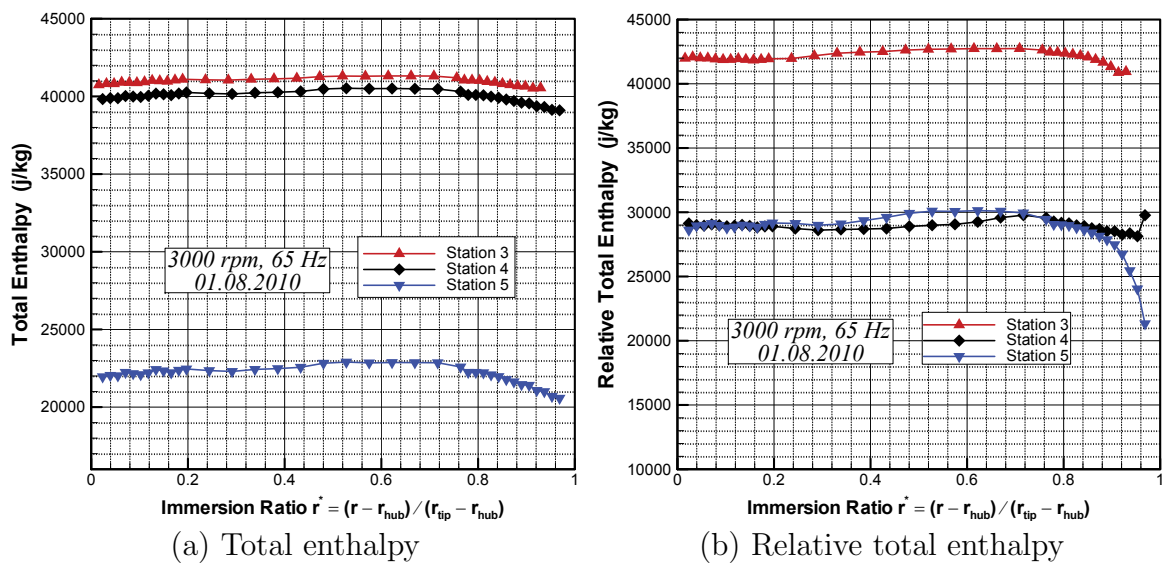 45000
40000
35000
30000
25000
20000
Total Enthalpy (j/kg)
3000 rpm, 65 Hz
01.08.2010
Station 3
Station 4
Station 5
0 0.2 0.4 0.6 0.8 1
Immersion Ratio r* = (r − r_hub) / (r_tip − r_hub)
(a) Total enthalpy
45000
40000
35000
30000
25000
20000
15000
10000
Relative Total Enthalpy (j/kg)
3000 rpm, 65 Hz
01.08.2010
Station 3
Station 4
Station 5
0 0.2 0.4 0.6 0.8 1
Immersion Ratio r* = (r − r_hub) / (r_tip − r_hub)
(b) Relative total enthalpy